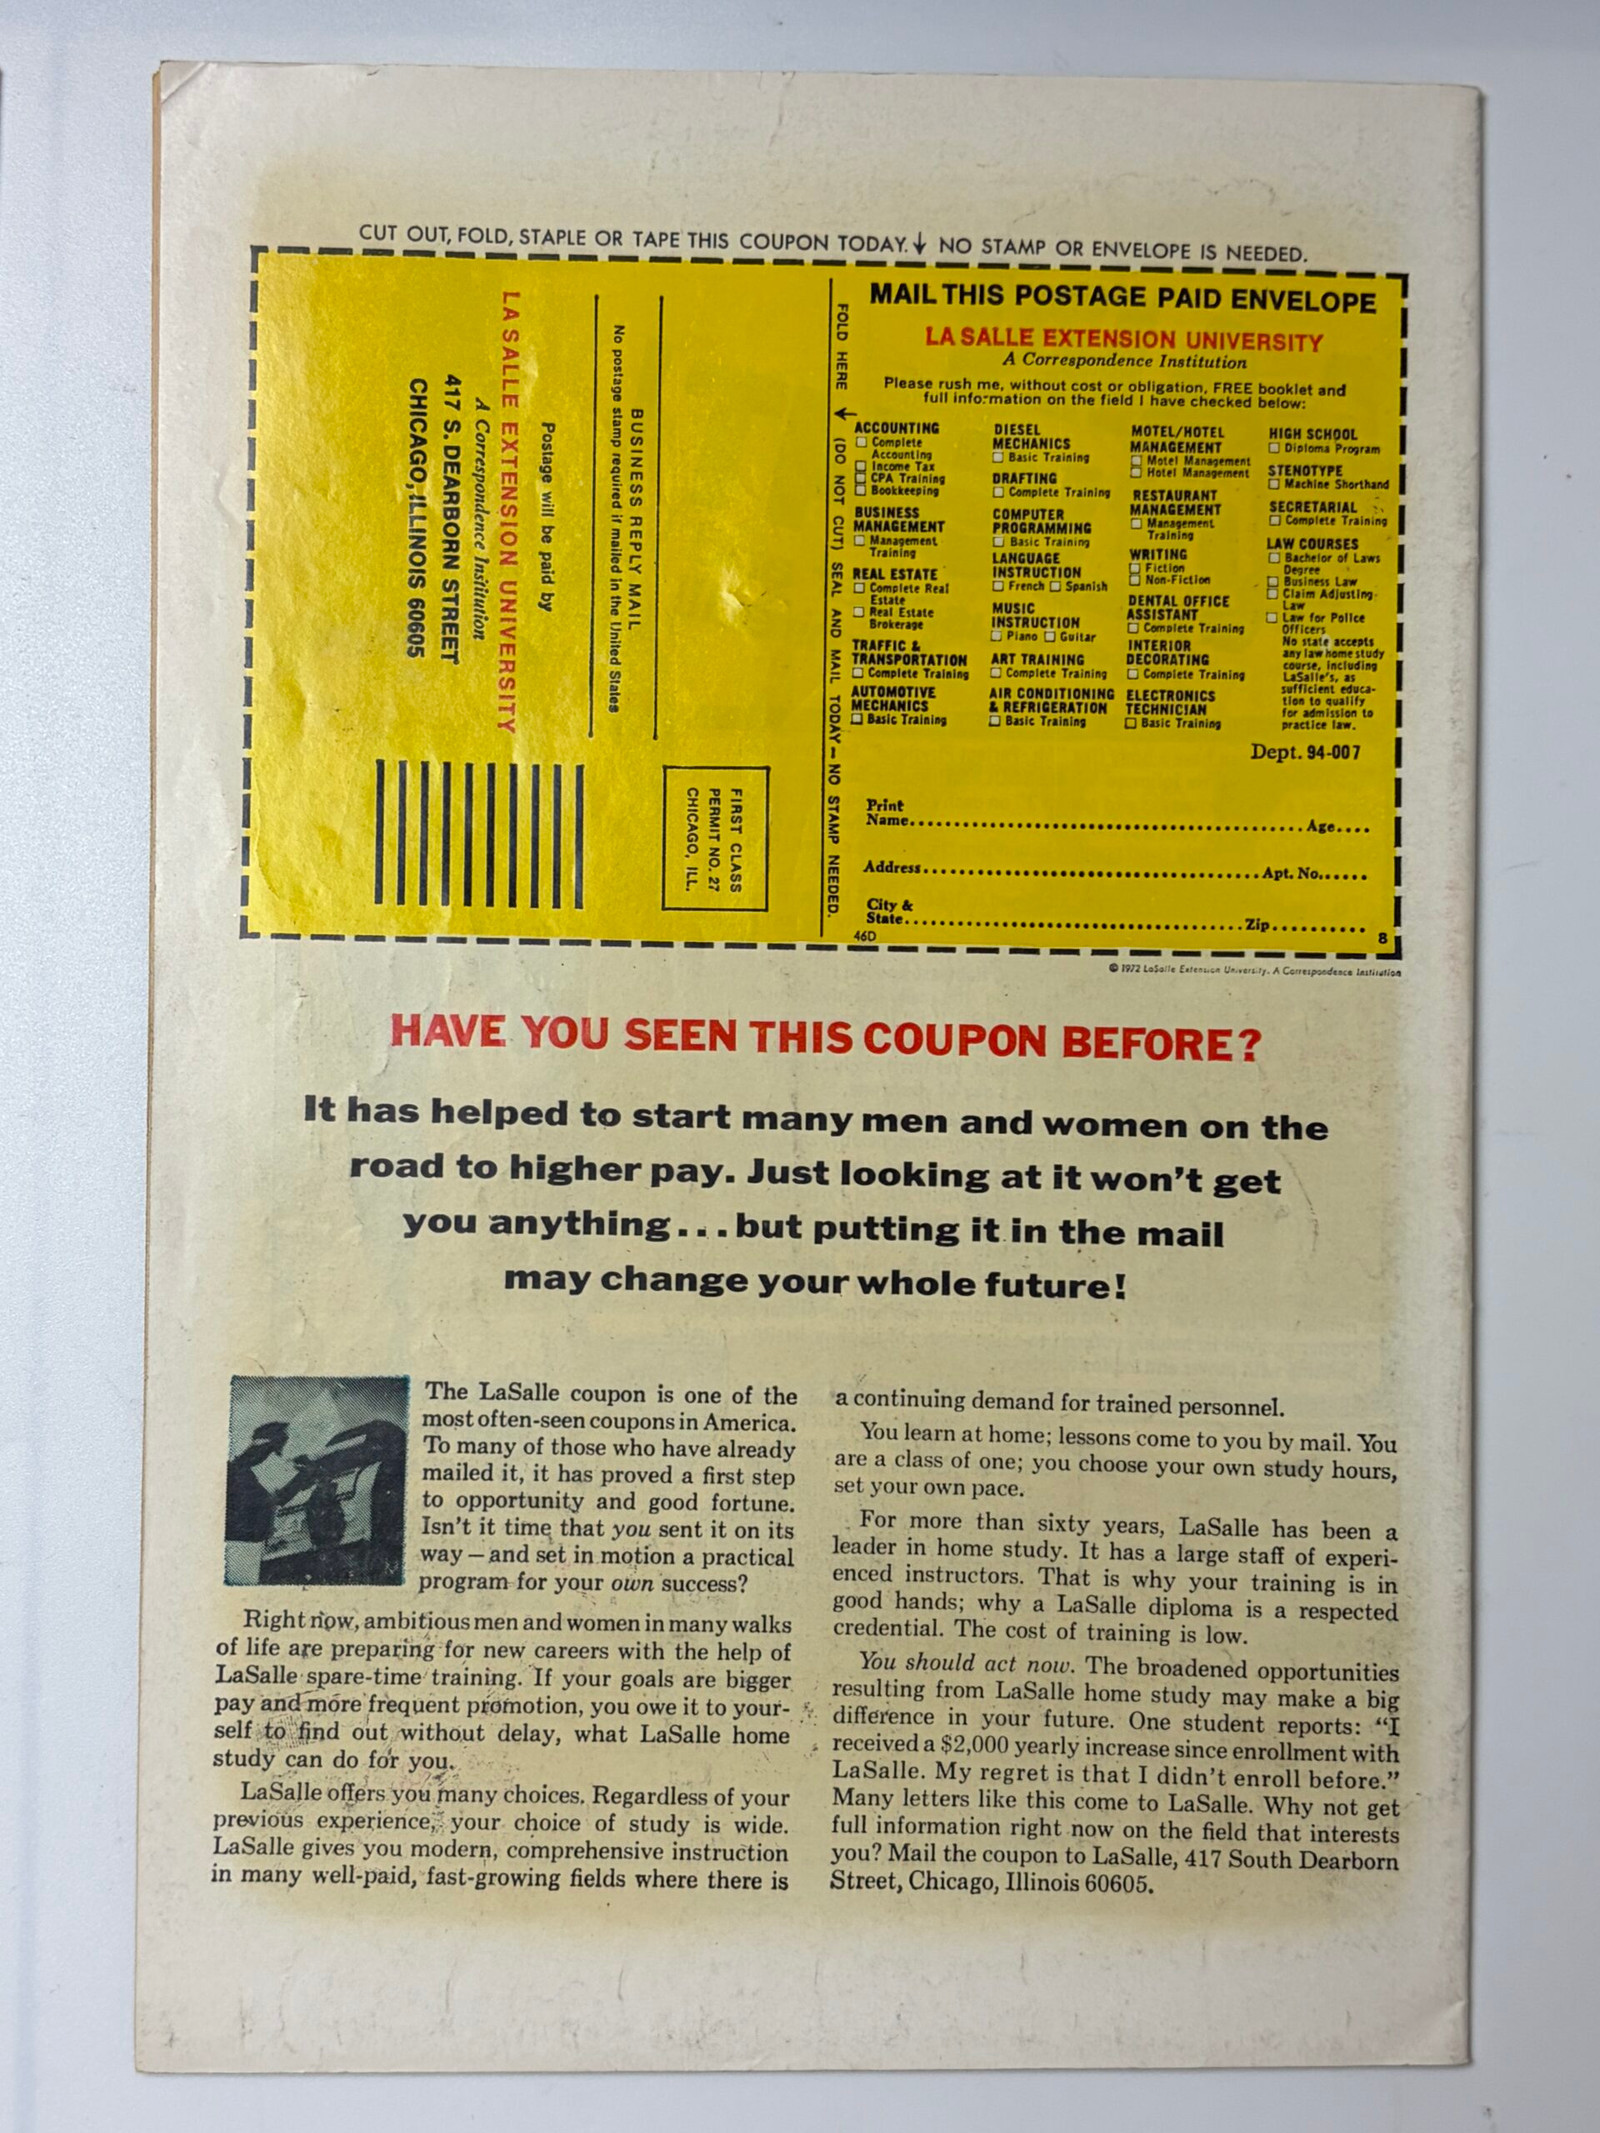 CUT OUT, FOLD, STAPLE OR TAPE THIS COUPON TODAY.↓ NO STAMP OR ENVELOPE IS NEEDED.
FIRST CLASS
PERMIT NO. 27
CHICAGO, ILL.
BUSINESS REPLY MAIL
No postage stamp required if mailed in the United States
Postage will be paid by
LA SALLE EXTENSION UNIVERSITY
A Correspondence Institution
417 S. DEARBORN STREET
CHICAGO, ILLINOIS 60605
FOLD HERE ↓ (DO NOT CUT) SEAL AND MAIL TODAY – NO STAMP NEEDED.
MAIL THIS POSTAGE PAID ENVELOPE
LA SALLE EXTENSION UNIVERSITY
A Correspondence Institution
Please rush me, without cost or obligation, FREE booklet and
full information on the field I have checked below:
ACCOUNTING
☐ Complete
Accounting
☐ Income Tax
☐ CPA Training
☐ Bookkeeping
BUSINESS
MANAGEMENT
☐ Management
Training
REAL ESTATE
☐ Complete Real
Estate
☐ Real Estate
Brokerage
TRAFFIC &
TRANSPORTATION
☐ Complete Training
AUTOMOTIVE
MECHANICS
☐ Basic Training
DIESEL
MECHANICS
☐ Basic Training
DRAFTING
☐ Complete Training
COMPUTER
PROGRAMMING
☐ Basic Training
LANGUAGE
INSTRUCTION
☐ French ☐ Spanish
MUSIC
INSTRUCTION
☐ Piano ☐ Guitar
ART TRAINING
☐ Complete Training
AIR CONDITIONING
& REFRIGERATION
☐ Basic Training
MOTEL/HOTEL
MANAGEMENT
☐ Motel Management
☐ Hotel Management
RESTAURANT
MANAGEMENT
☐ Management
Training
WRITING
☐ Fiction
☐ Non-Fiction
DENTAL OFFICE
ASSISTANT
☐ Complete Training
INTERIOR
DECORATING
☐ Complete Training
ELECTRONICS
TECHNICIAN
☐ Basic Training
HIGH SCHOOL
☐ Diploma Program
STENOTYPE
☐ Machine Shorthand
SECRETARIAL
☐ Complete Training
LAW COURSES
☐ Bachelor of Laws
Degree
☐ Business Law
☐ Claim Adjusting
Law
☐ Law for Police
Officers
No state accepts
any law home study
course, including
LaSalle's, as
sufficient educa-
tion to qualify
for admission to
practice law.
Dept. 94-007
Print
Name........................................Age....
Address........................................Apt. No......
City &
State........................................Zip..........
46D 8
© 1972 LaSalle Extension University. A Correspondence Institution
HAVE YOU SEEN THIS COUPON BEFORE?
It has helped to start many men and women on the
road to higher pay. Just looking at it won't get
you anything...but putting it in the mail
may change your whole future!
The LaSalle coupon is one of the
most often-seen coupons in America.
To many of those who have already
mailed it, it has proved a first step
to opportunity and good fortune.
Isn't it time that you sent it on its
way – and set in motion a practical
program for your own success?
Right now, ambitious men and women in many walks
of life are preparing for new careers with the help of
LaSalle spare-time training. If your goals are bigger
pay and more frequent promotion, you owe it to your-
self to find out, without delay, what LaSalle home
study can do for you.
LaSalle offers you many choices. Regardless of your
previous experience, your choice of study is wide.
LaSalle gives you modern, comprehensive instruction
in many well-paid, fast-growing fields where there is
a continuing demand for trained personnel.
You learn at home; lessons come to you by mail. You
are a class of one; you choose your own study hours,
set your own pace.
For more than sixty years, LaSalle has been a
leader in home study. It has a large staff of experi-
enced instructors. That is why your training is in
good hands; why a LaSalle diploma is a respected
credential. The cost of training is low.
You should act now. The broadened opportunities
resulting from LaSalle home study may make a big
difference in your future. One student reports: "I
received a $2,000 yearly increase since enrollment with
LaSalle. My regret is that I didn't enroll before."
Many letters like this come to LaSalle. Why not get
full information right now on the field that interests
you? Mail the coupon to LaSalle, 417 South Dearborn
Street, Chicago, Illinois 60605.